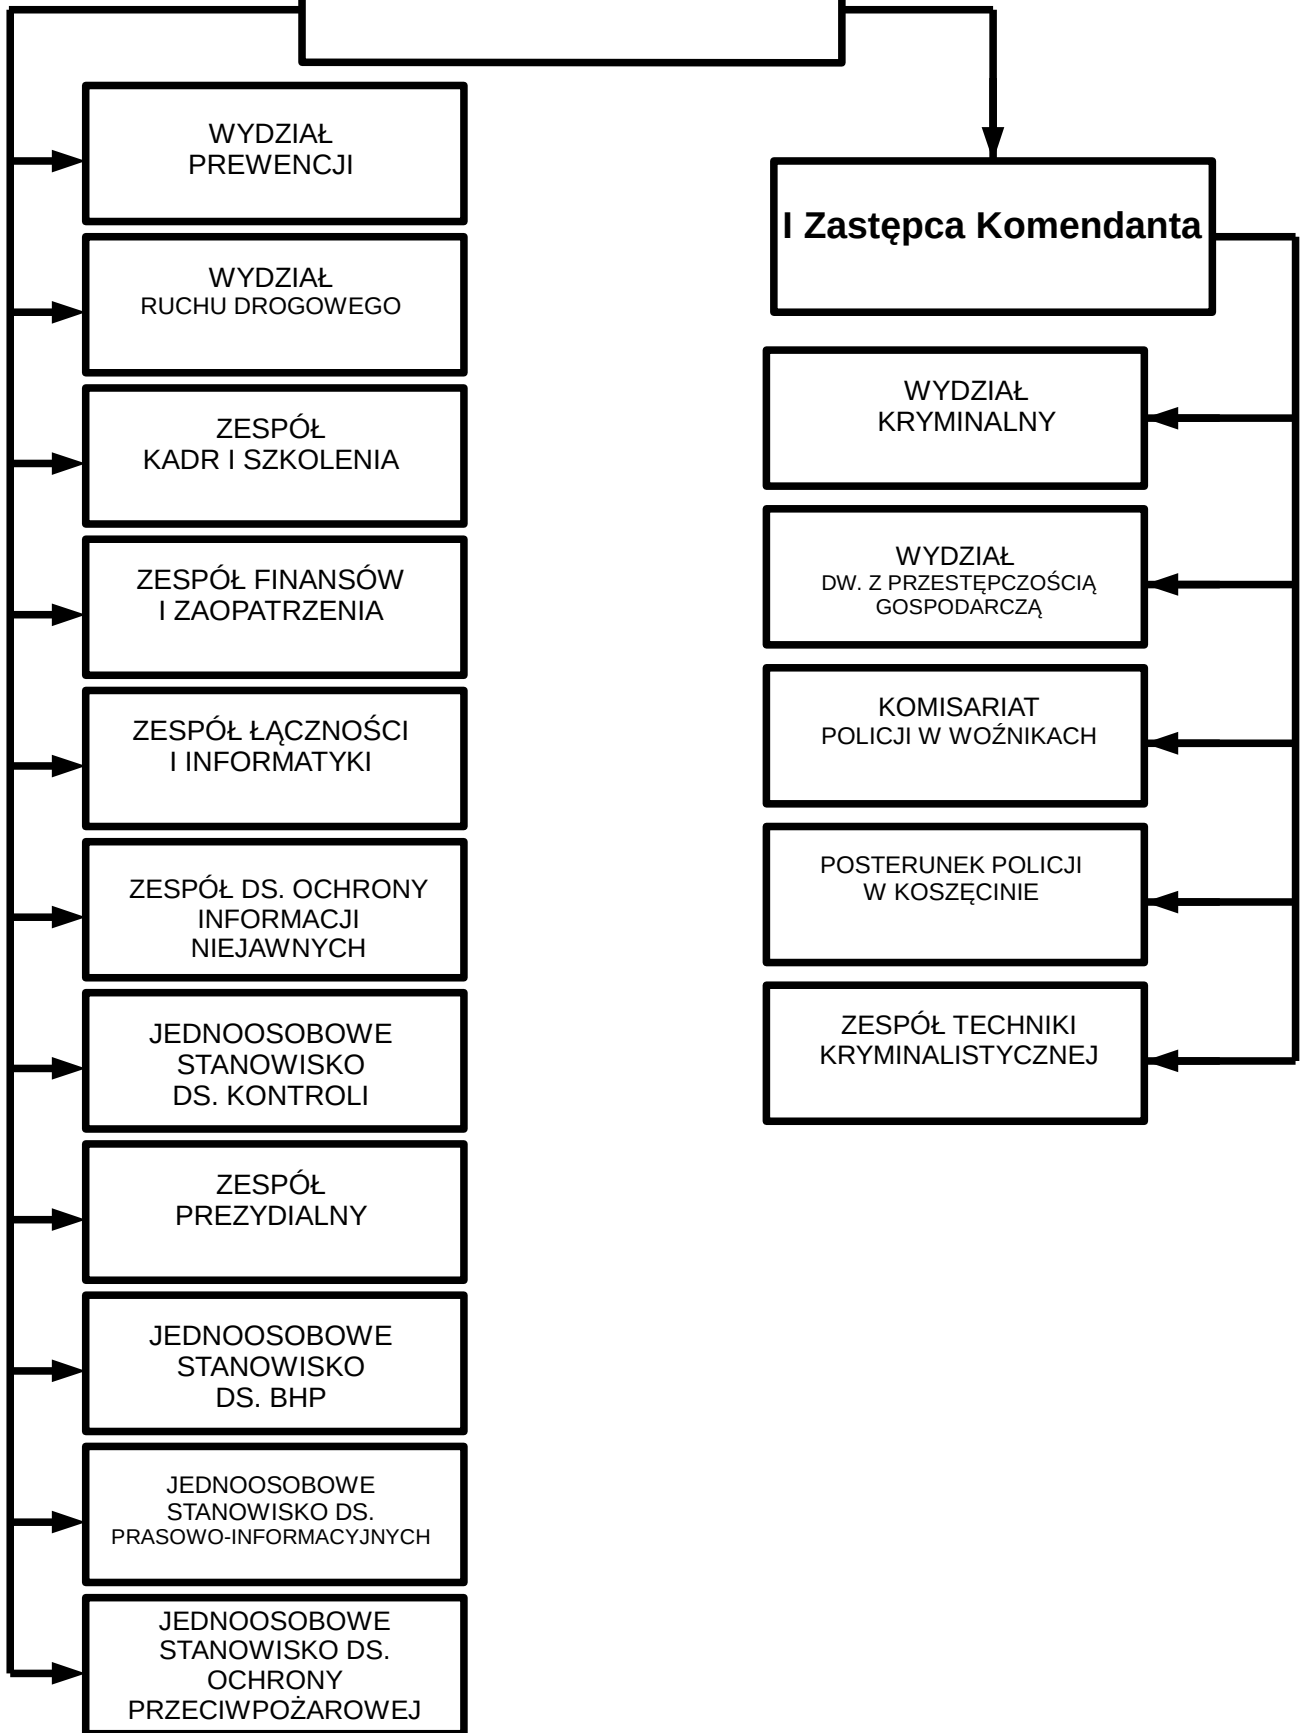 WYDZIAŁ
PREWENCJI
WYDZIAŁ
RUCHU DROGOWEGO
ZESPÓŁ
KADR I SZKOLENIA
ZESPÓŁ FINANSÓW
I ZAOPATRZENIA
ZESPÓŁ ŁĄCZNOŚCI
I INFORMATYKI
ZESPÓŁ DS. OCHRONY
INFORMACJI
NIEJAWNYCH
JEDNOOSOBOWE
STANOWISKO
DS. KONTROLI
ZESPÓŁ
PREZYDIALNY
JEDNOOSOBOWE
STANOWISKO
DS. BHP
JEDNOOSOBOWE
STANOWISKO DS.
PRASOWO-INFORMACYJNYCH
JEDNOOSOBOWE
STANOWISKO DS.
OCHRONY
PRZECIWPOŻAROWEJ
I Zastępca Komendanta
WYDZIAŁ
KRYMINALNY
WYDZIAŁ
DW. Z PRZESTĘPCZOŚCIĄ
GOSPODARCZĄ
KOMISARIAT
POLICJI W WOŹNIKACH
POSTERUNEK POLICJI
W KOSZĘCINIE
ZESPÓŁ TECHNIKI
KRYMINALISTYCZNEJ